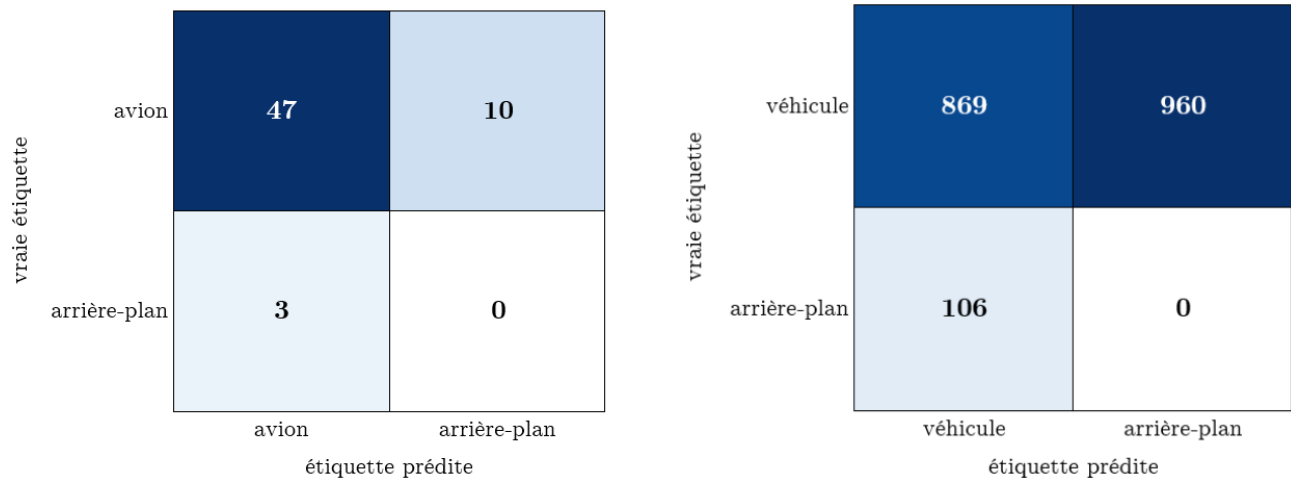 vraie étiquette
avion
47
10
arrière-plan
3
0
avion
arrière-plan
étiquette prédite
vraie étiquette
véhicule
869
960
arrière-plan
106
0
véhicule
arrière-plan
étiquette prédite